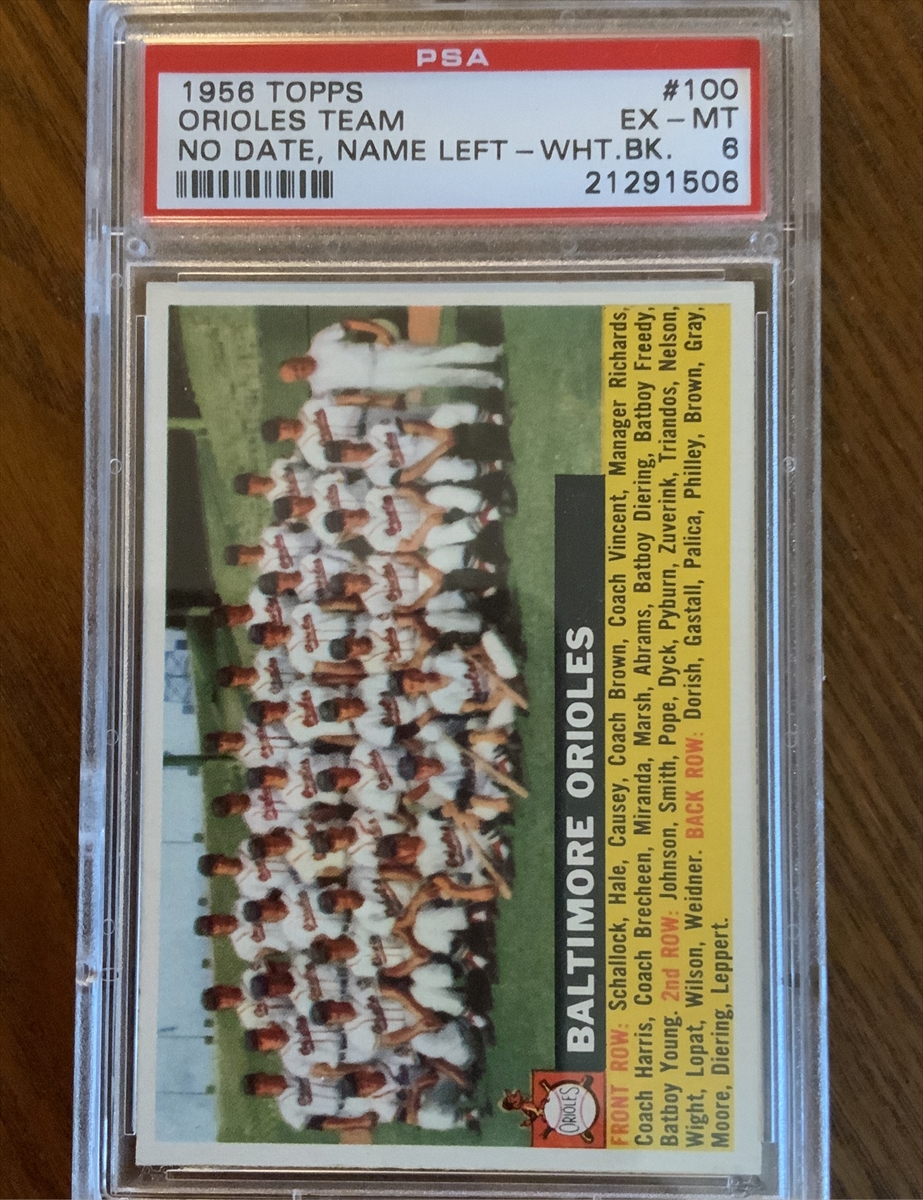 PSA
1956 TOPPS #100
ORIOLES TEAM EX - MT
NO DATE, NAME LEFT - WHT.BK. 6
21291506
BALTIMORE ORIOLES
ORIOLES
FRONT ROW: Schallock, Hale, Causey, Coach Brown, Coach Vincent, Manager Richards,
Coach Harris, Coach Brecheen, Miranda, Marsh, Abrams, Batboy Diering, Batboy Freedy,
Batboy Young. 2nd ROW: Johnson, Smith, Pope, Dyck, Pyburn, Zuverink, Triandos, Nelson,
Wight, Lopat, Wilson, Weidner. BACK ROW: Dorish, Gastall, Palica, Philley, Brown, Gray,
Moore, Diering, Leppert.